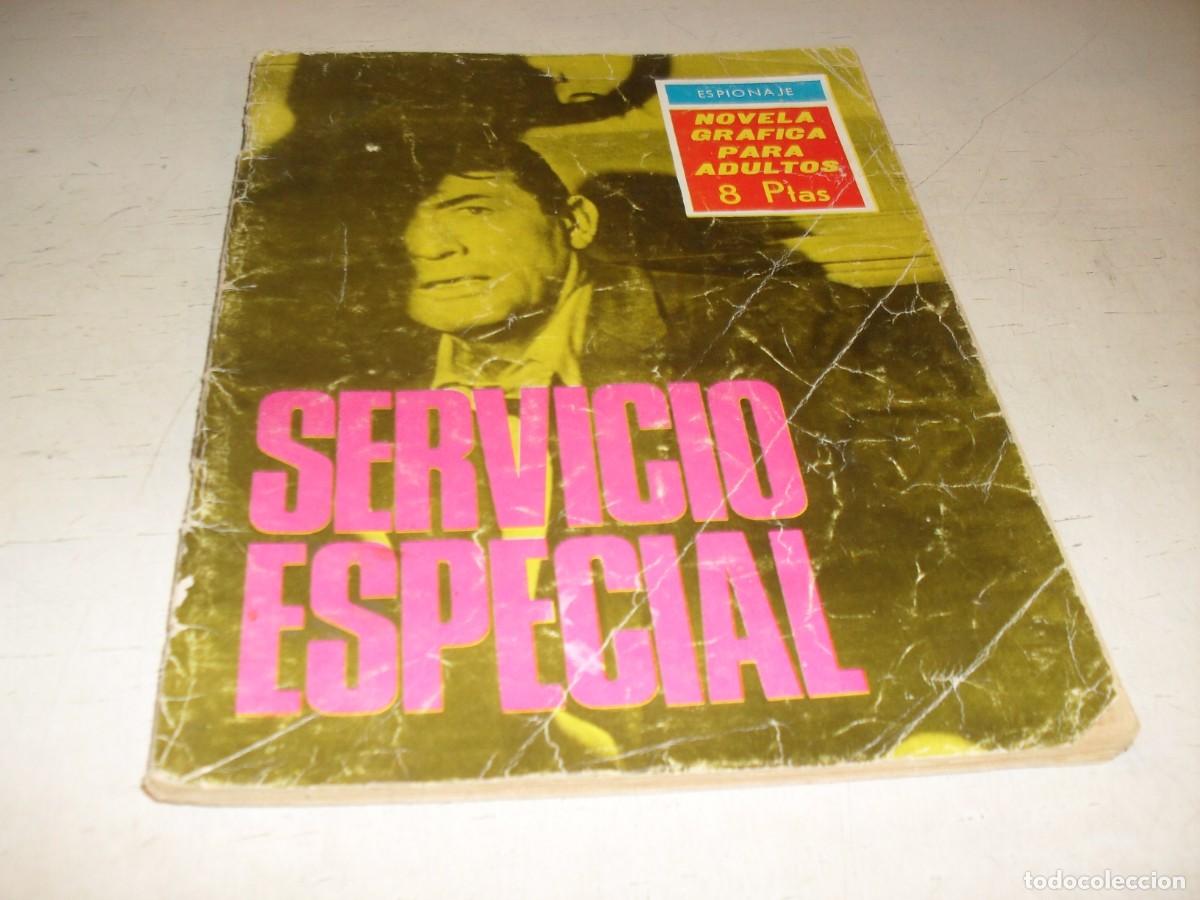 ESPIONAJE
NOVELA
GRAFICA
PARA
ADULTOS
8 Ptas
SERVICIO
ESPECIAL
todocoleccion